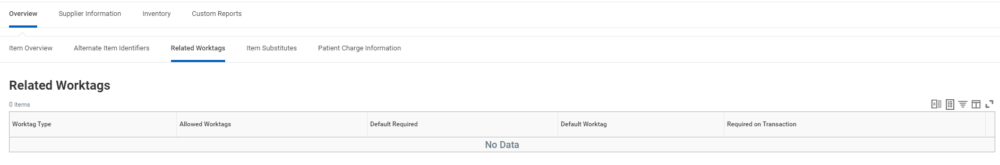 Overview Supplier Information Inventory Custom Reports
Item Overview Alternate Item Identifiers Related Worktags Item Substitutes Patient Charge Information
Related Worktags
0 items
Worktag Type Allowed Worktags Default Required Default Worktag Required on Transaction
No Data